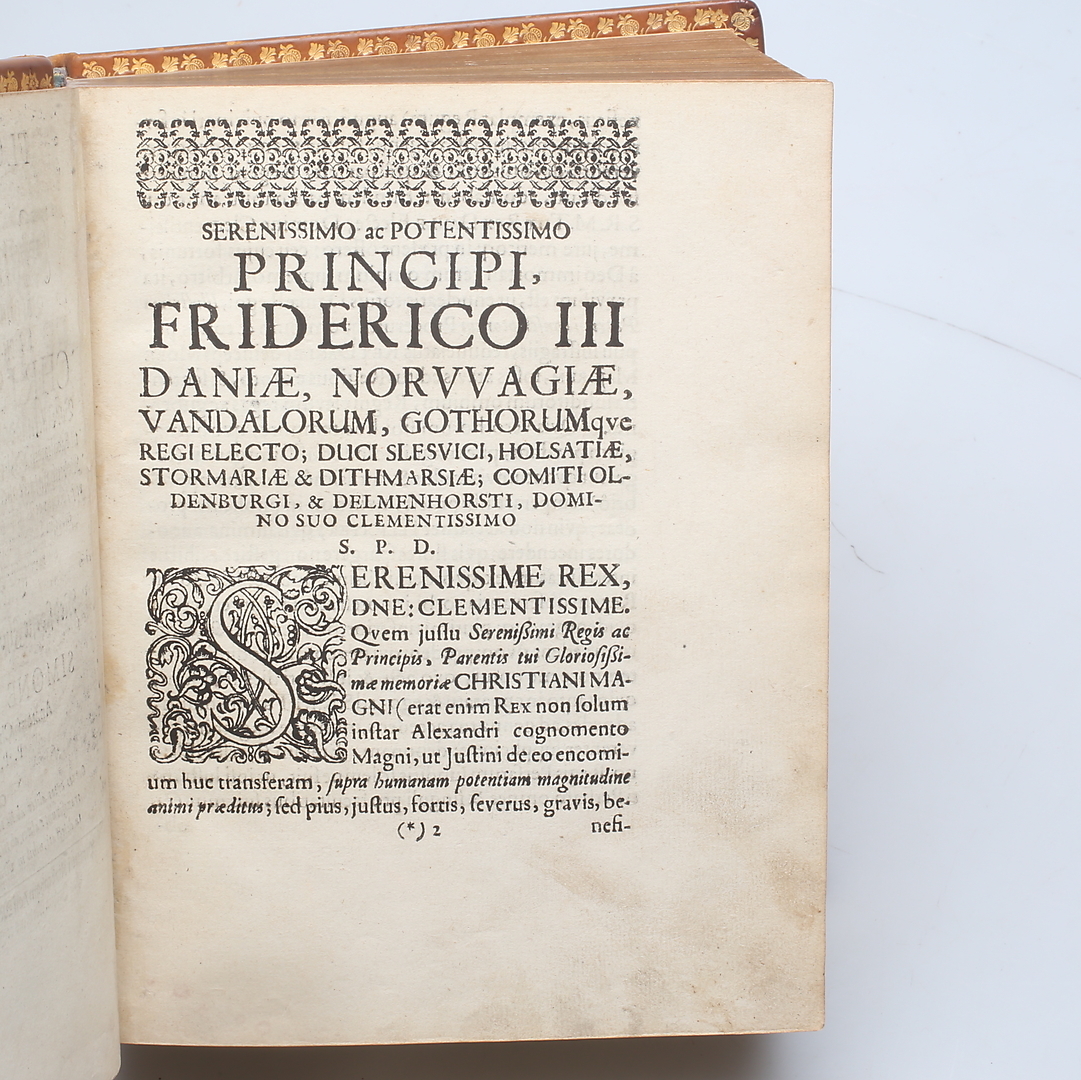 SERENISSIMO ac POTENTISSIMO
PRINCIPI,
FRIDERICO III
DANIÆ, NORVVAGIÆ,
VANDALORUM, GOTHORUMqve
REGI ELECTO; DUCI SLESVICI, HOLSATIÆ,
STORMARIÆ & DITHMARSIÆ; COMITI OL-
DENBURGI, & DELMENHORSTI, DOMI-
NO SUO CLEMENTISSIMO
S. P. D.
SERENISSIME REX,
DNE: CLEMENTISSIME.
Qvem juſſu Sereniſsimi Regis ac
Principis, Parentis tui Glorioſiſsi-
mæ memoriæ CHRISTIANI MA-
GNI (erat enim REX non ſolum
inſtar Alexandri cognomento
Magni, ut Juſtini de eo encomi-
um huc transferam, ſupra humanam potentiam magnitudine
animi præditus; ſed pius, juſtus, fortis, ſeverus, gravis, be-
(*) 2 nefi-